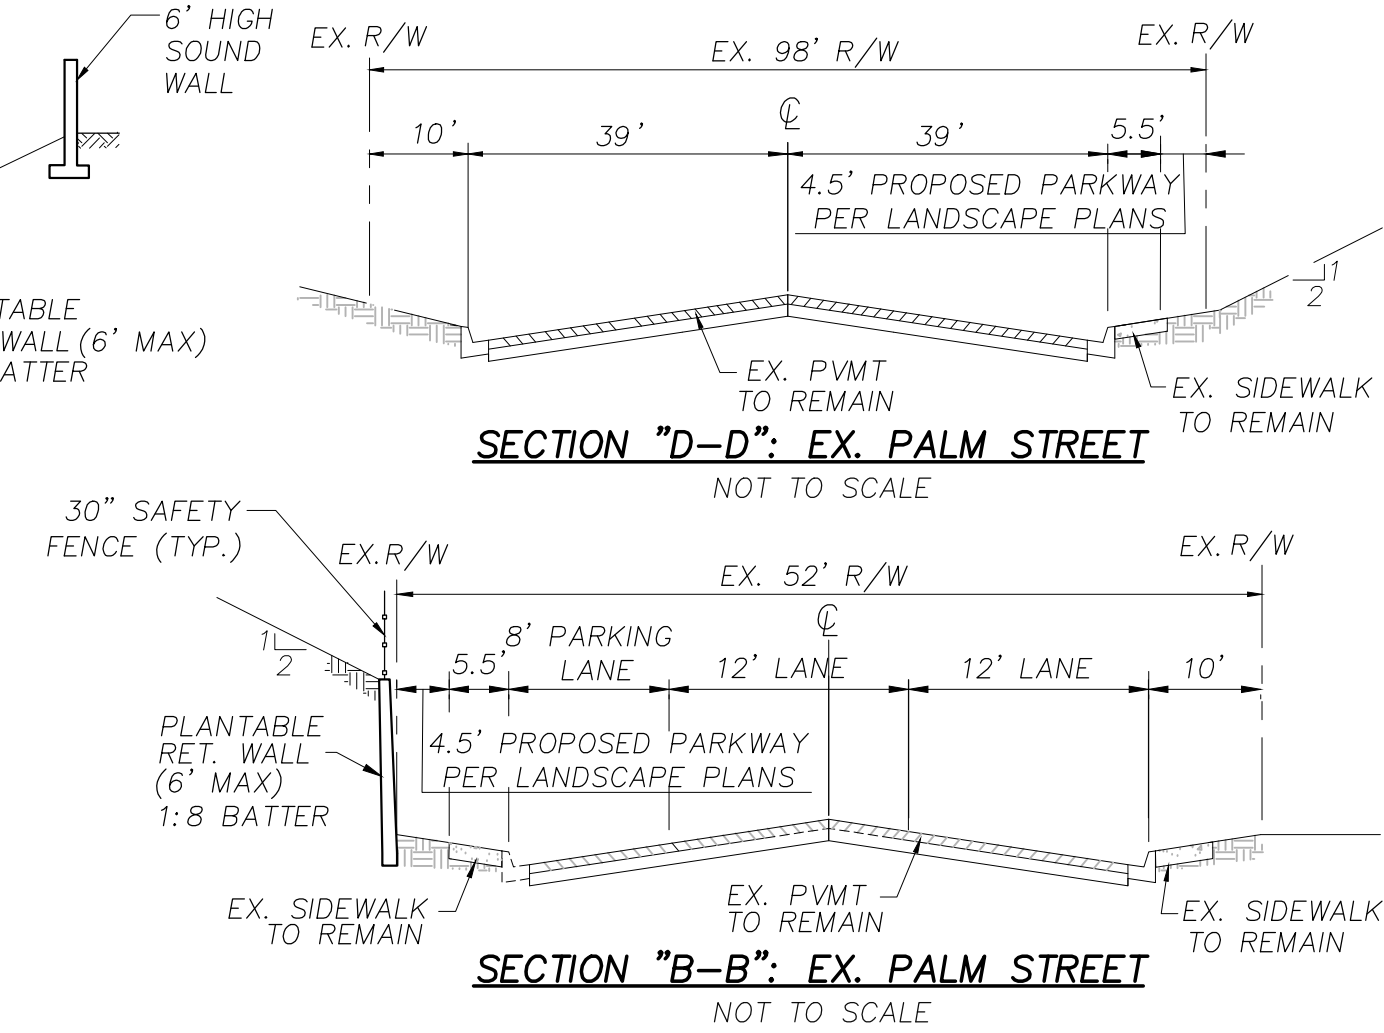 6' HIGH
SOUND
WALL
EX. R/W
EX. 98' R/W
EX. R/W
℄
10'
39'
39'
5.5'
4.5' PROPOSED PARKWAY
PER LANDSCAPE PLANS
1
2
TABLE
WALL (6' MAX)
ATTER
EX. PVMT
TO REMAIN
EX. SIDEWALK
TO REMAIN
SECTION "D-D": EX. PALM STREET
NOT TO SCALE
30" SAFETY
FENCE (TYP.)
EX. R/W
EX. 52' R/W
EX. R/W
℄
1
2
5.5'
8' PARKING
LANE
12' LANE
12' LANE
10'
PLANTABLE
RET. WALL
(6' MAX)
1:8 BATTER
4.5' PROPOSED PARKWAY
PER LANDSCAPE PLANS
EX. SIDEWALK
TO REMAIN
EX. PVMT
TO REMAIN
EX. SIDEWALK
TO REMAIN
SECTION "B-B": EX. PALM STREET
NOT TO SCALE